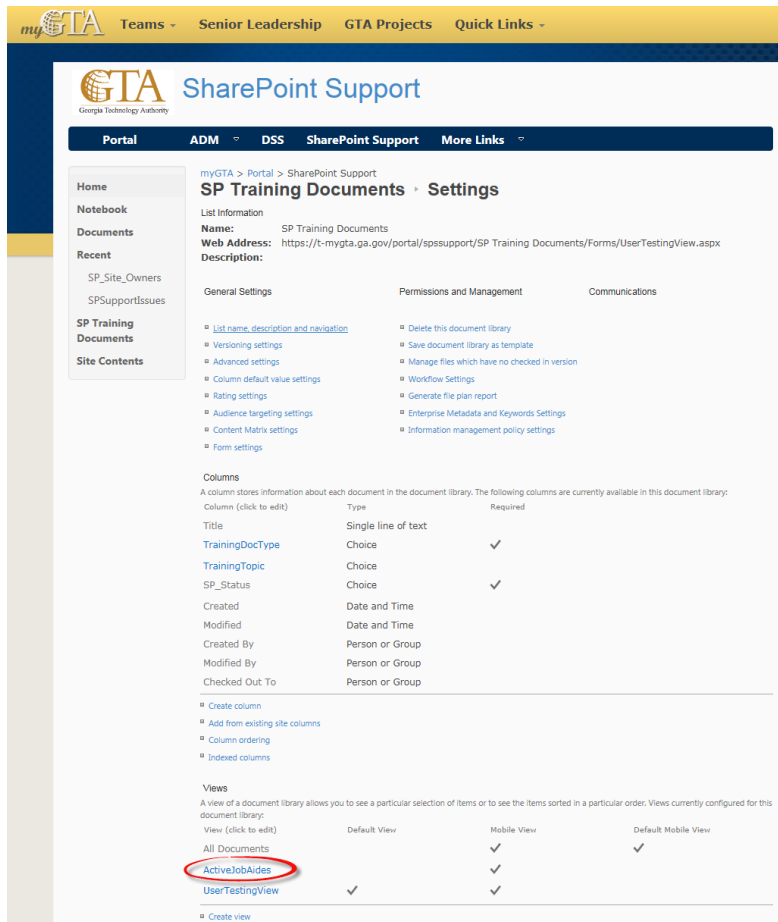 myGTA Teams Senior Leadership GTA Projects Quick Links
GTA
Georgia Technology Authority
SharePoint Support
Portal ADM DSS SharePoint Support More Links
Home
Notebook
Documents
Recent
SP_Site_Owners
SPSupportIssues
SP Training
Documents
Site Contents
myGTA > Portal > SharePoint Support
SP Training Documents Settings
List Information
Name: SP Training Documents
Web Address: https://t-mygta.ga.gov/portal/spssupport/SP Training Documents/Forms/UserTestingView.aspx
Description:
General Settings Permissions and Management Communications
List name, description and navigation Delete this document library
Versioning settings Save document library as template
Advanced settings Manage files which have no checked in version
Column default value settings Workflow Settings
Rating settings Generate file plan report
Audience targeting settings Enterprise Metadata and Keywords Settings
Content Matrix settings Information management policy settings
Form settings
Columns
A column stores information about each document in the document library. The following columns are currently available in this document library:
Column (click to edit) Type Required
Title Single line of text
TrainingDocType Choice ✓
TrainingTopic Choice
SP_Status Choice ✓
Created Date and Time
Modified Date and Time
Created By Person or Group
Modified By Person or Group
Checked Out To Person or Group
Create column
Add from existing site columns
Column ordering
Indexed columns
Views
A view of a document library allows you to see a particular selection of items or to see the items sorted in a particular order. Views currently configured for this
document library:
View (click to edit) Default View Mobile View Default Mobile View
All Documents ✓ ✓
ActiveJobAides ✓
UserTestingView ✓ ✓
Create view